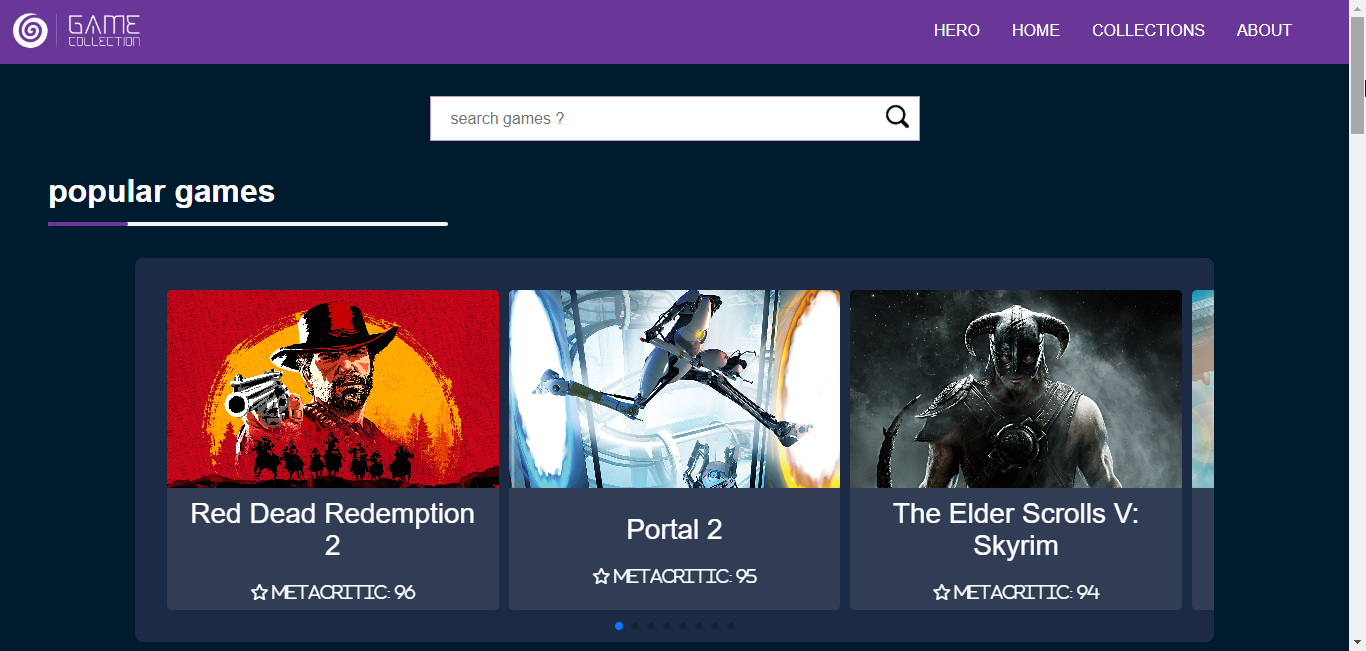 GAME
COLLECTION
HERO HOME COLLECTIONS ABOUT
search games ?
popular games
Red Dead Redemption
2
METACRITIC: 96
Portal 2
METACRITIC: 95
The Elder Scrolls V:
Skyrim
METACRITIC: 94